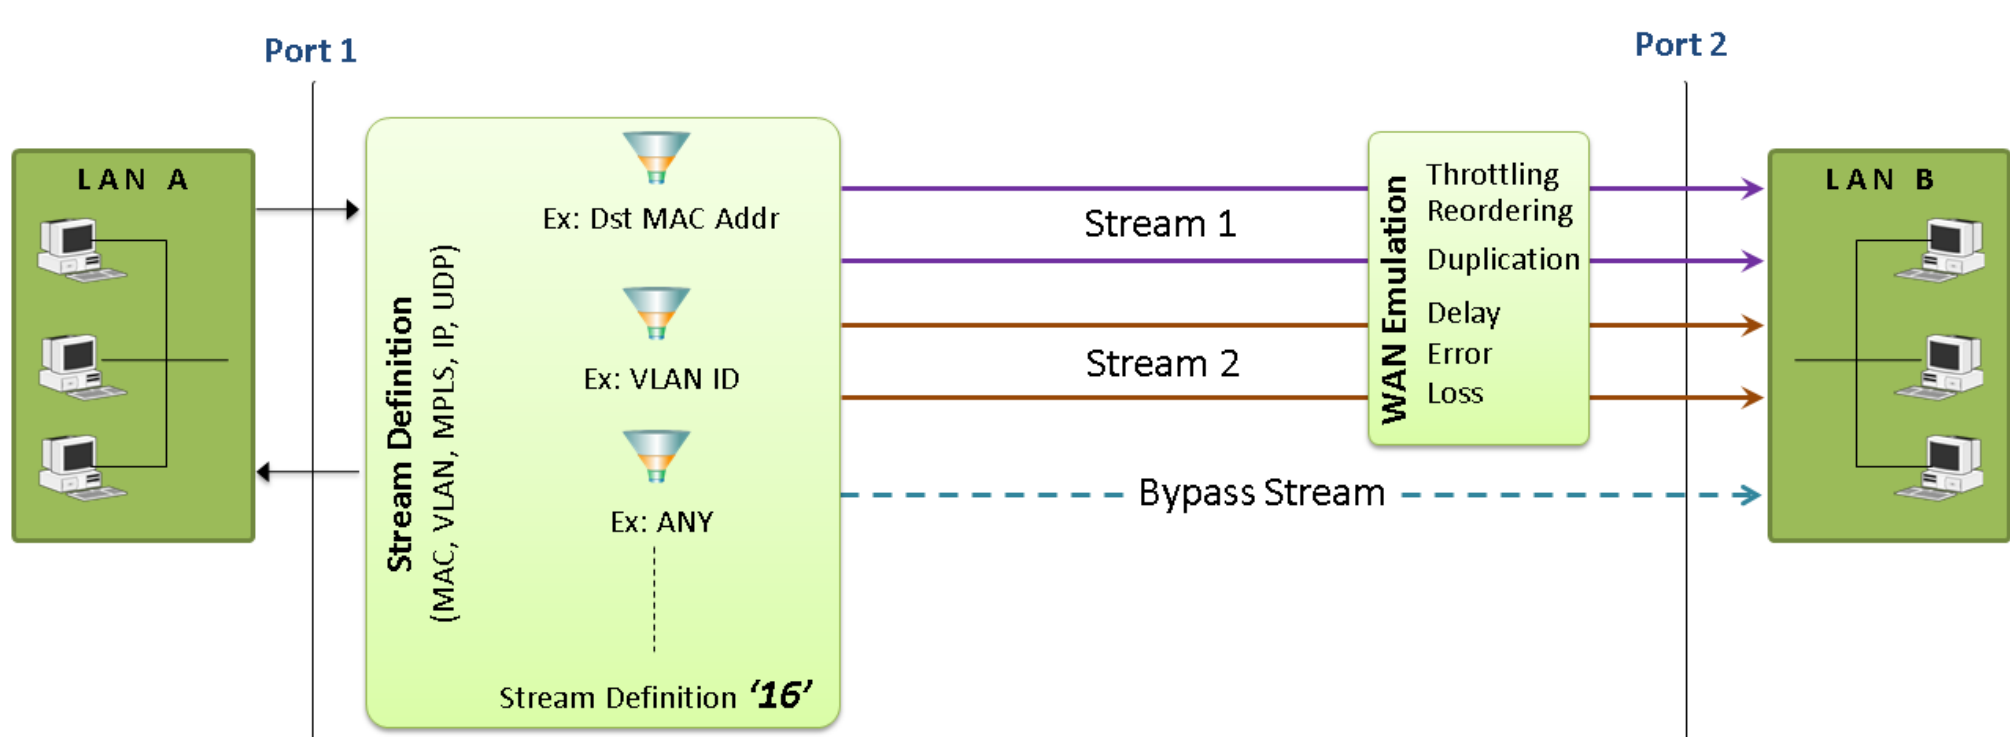 Port 1
Port 2
LAN A
Stream Definition
(MAC, VLAN, MPLS, IP, UDP)
Ex: Dst MAC Addr
Ex: VLAN ID
Ex: ANY
Stream Definition ‘16’
Stream 1
Stream 2
Bypass Stream
WAN Emulation
Throttling
Reordering
Duplication
Delay
Error
Loss
LAN B